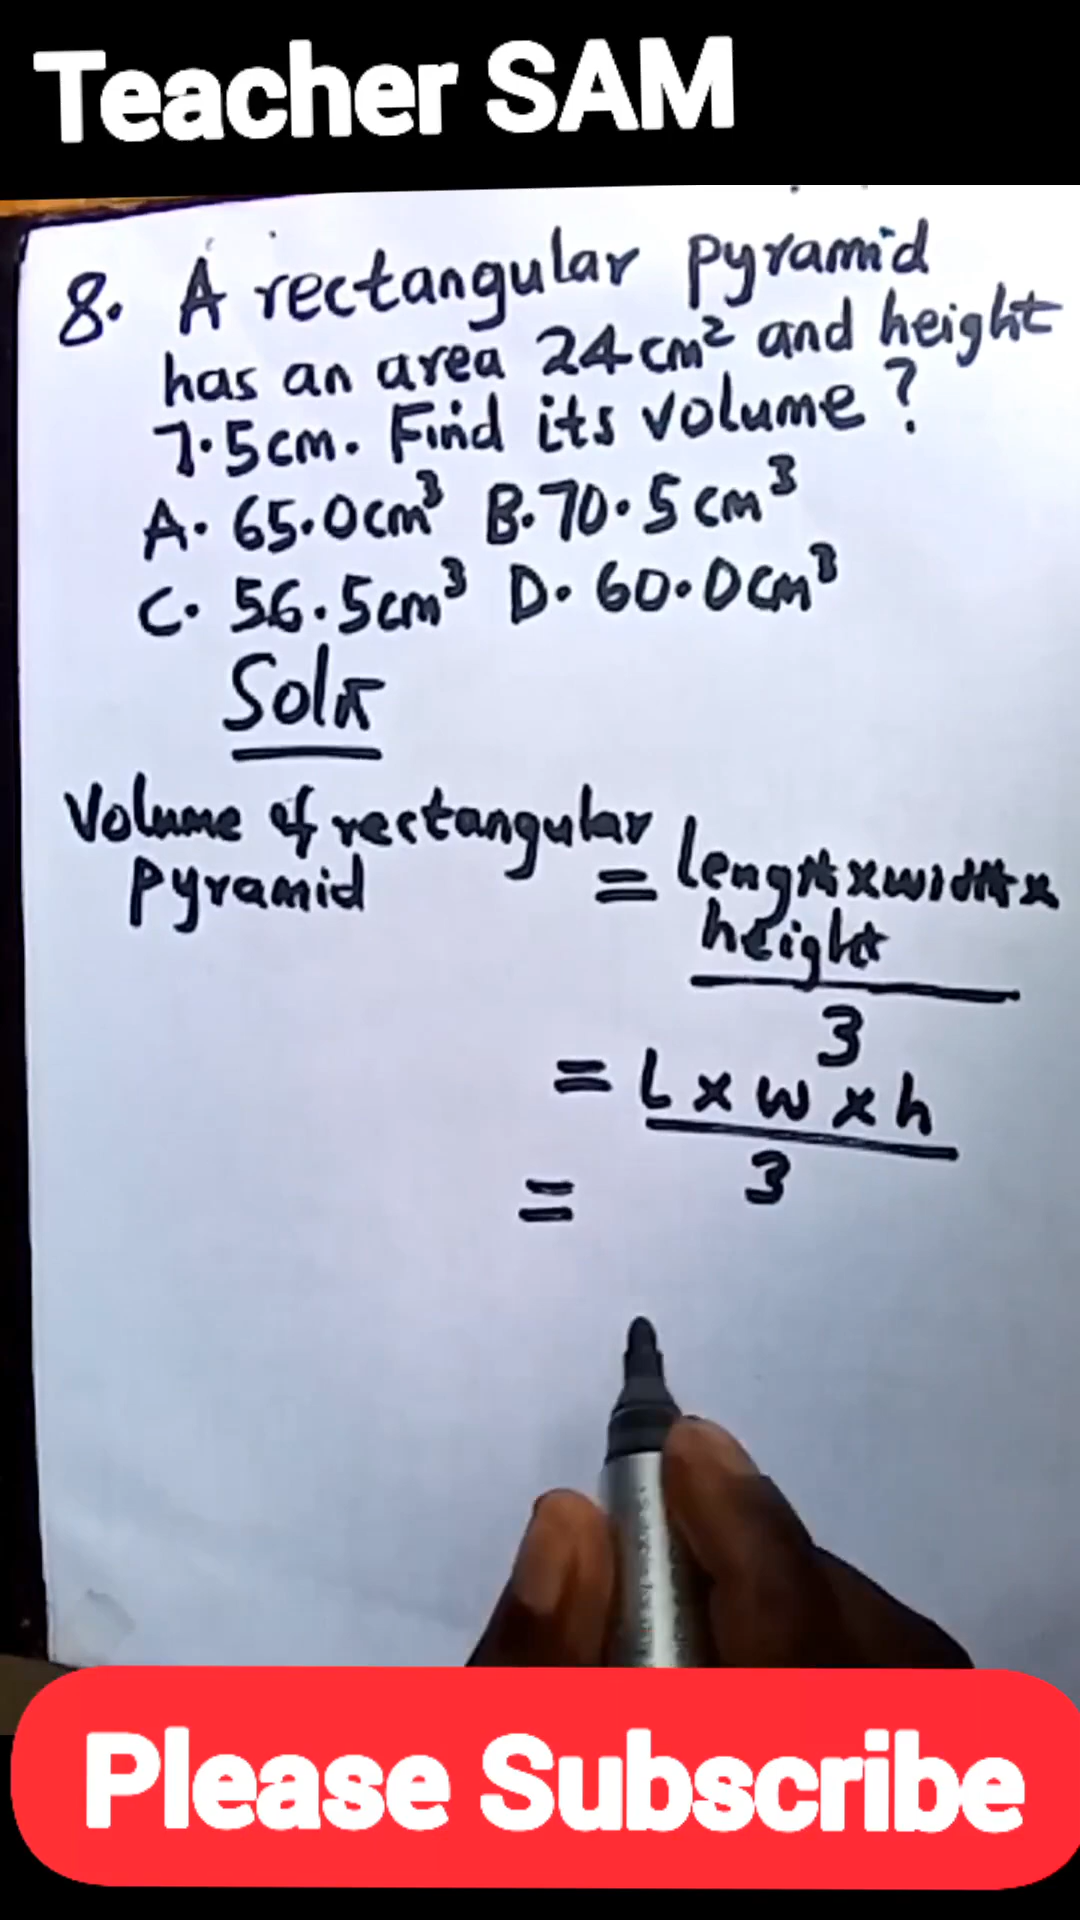 Teacher SAM
8. A rectangular pyramid
has an area 24cm² and height
7.5cm. Find its volume?
A. 65.0cm³ B. 70.5cm³
C. 56.5cm³ D. 60.0cm³
Soln
Volume of rectangular
pyramid = length x width x
height
3
= L x w x h
3
=
Please Subscribe